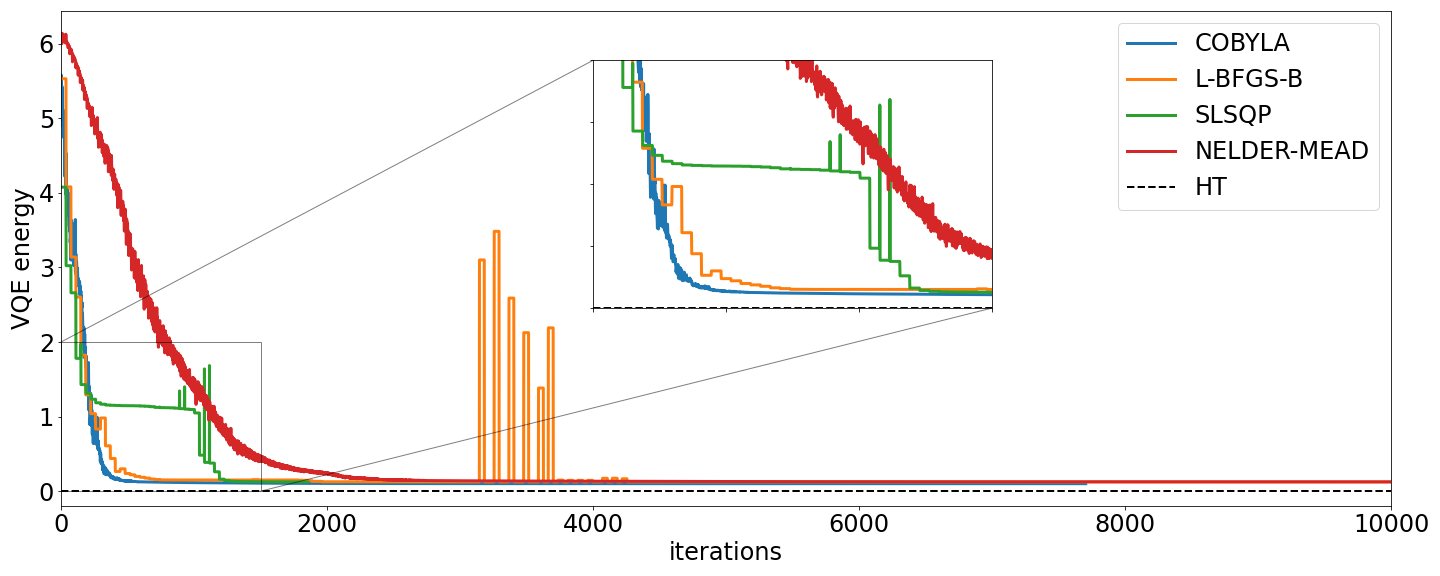 VQE energy
6
5
4
3
2
1
0
0 2000 4000 6000 8000 10000
iterations
COBYLA
L-BFGS-B
SLSQP
NELDER-MEAD
HT